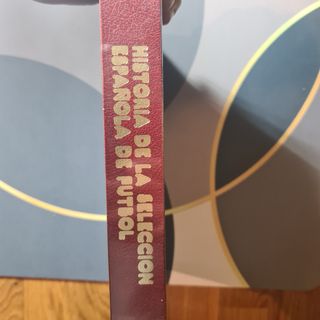 HISTORIA DE LA SELECCION
ESPAÑOLA DE FUTBOL